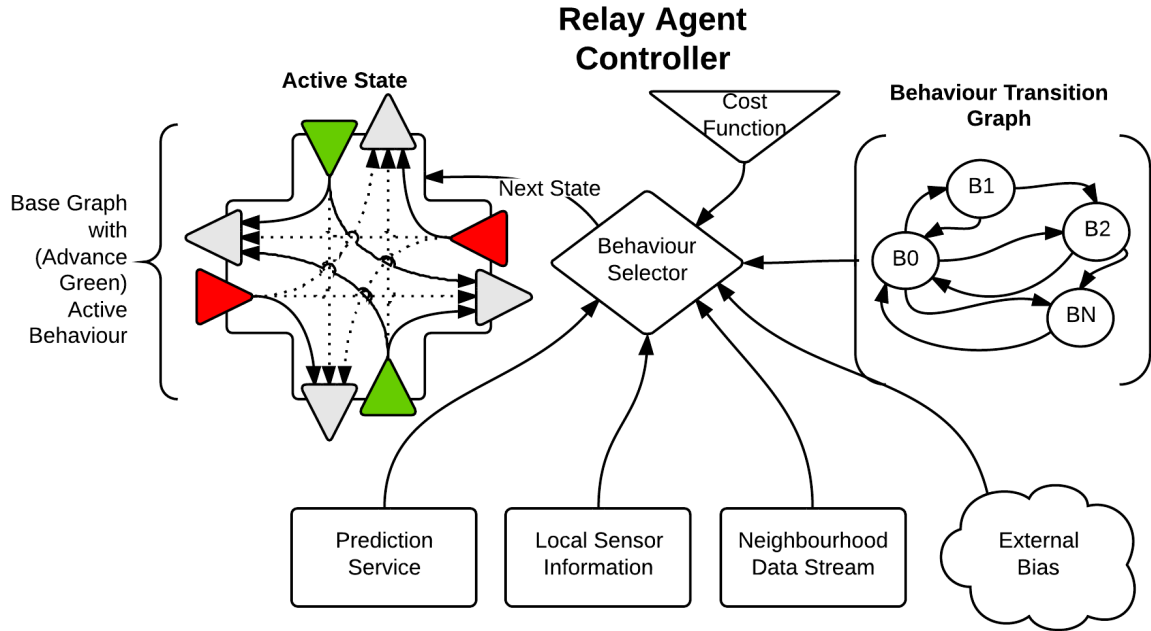 Relay Agent
Controller
Active State
Cost
Function
Behaviour Transition
Graph
Base Graph
with
(Advance
Green)
Active
Behaviour
Next State
Behaviour
Selector
B1
B2
B0
BN
Prediction
Service
Local Sensor
Information
Neighbourhood
Data Stream
External
Bias